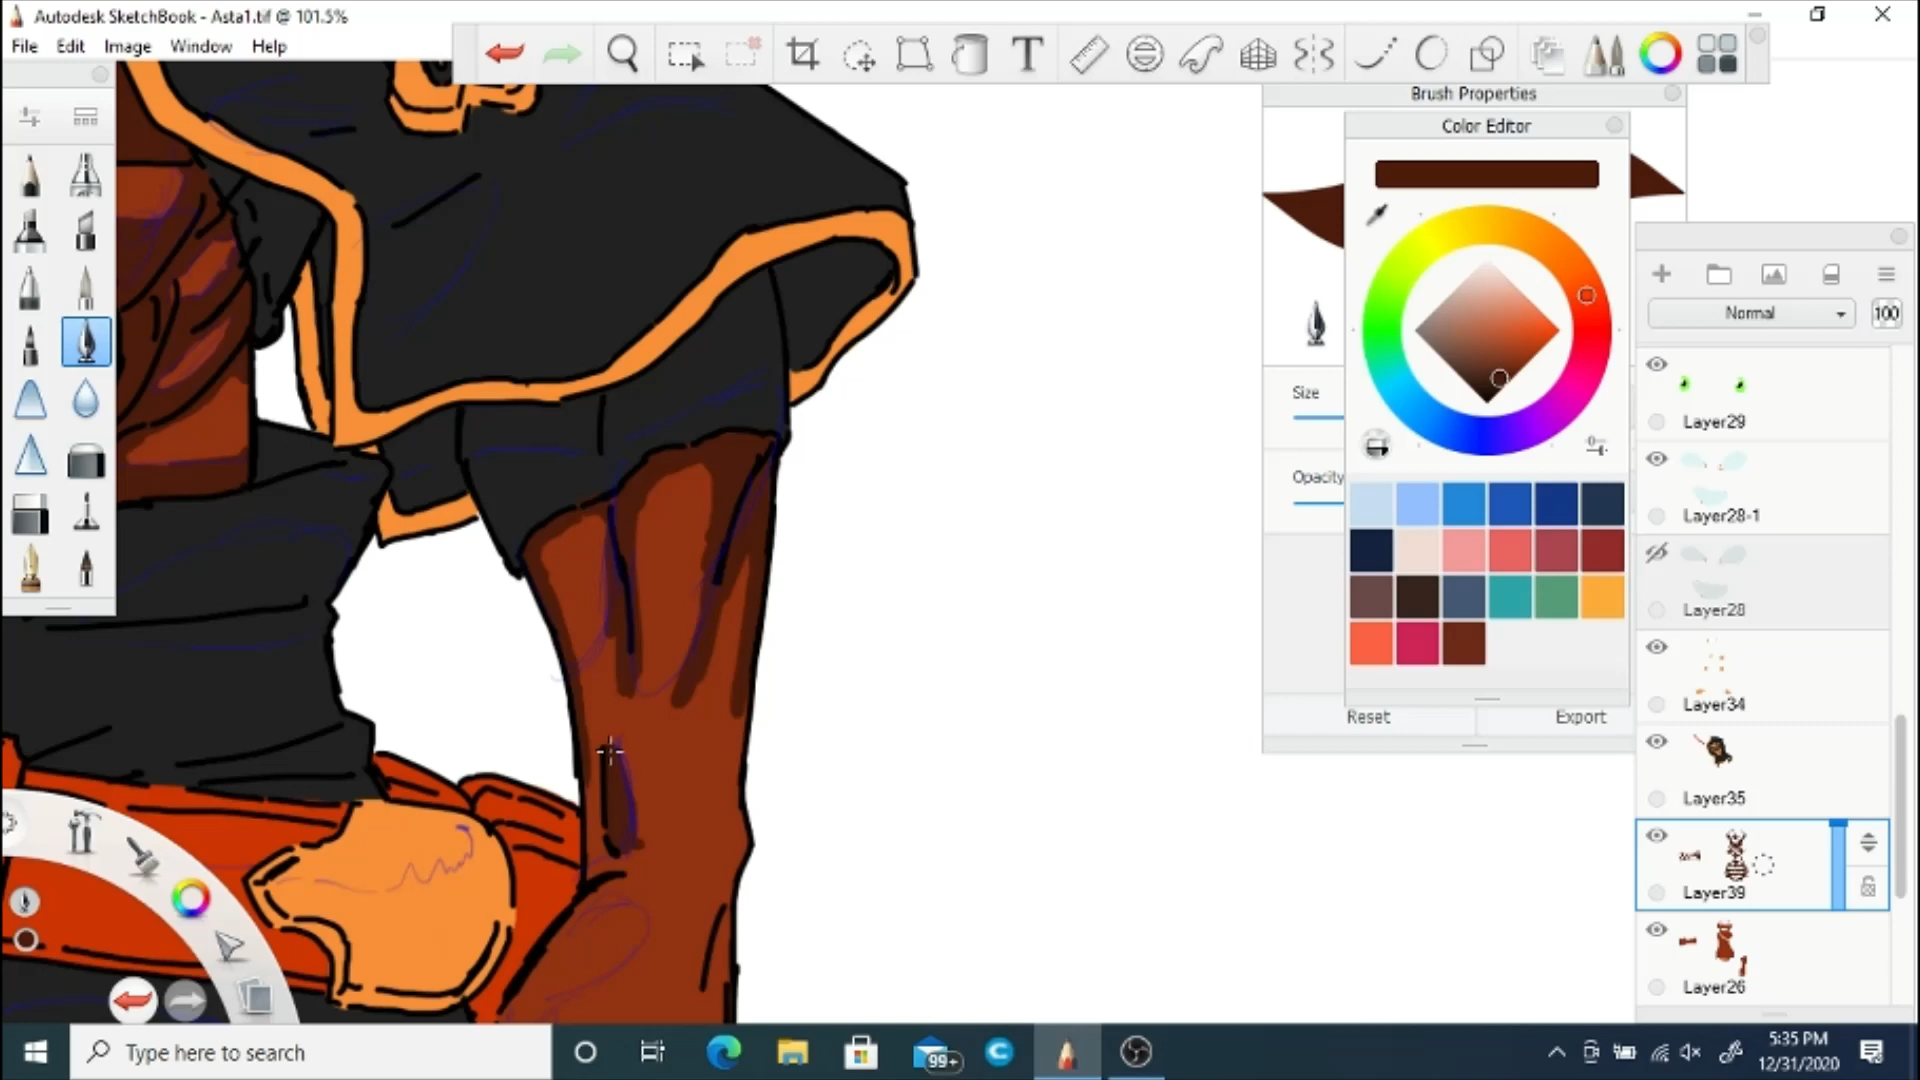 Autodesk SketchBook - Asta1.tif @ 101.5%
File Edit Image Window Help
T
Brush Properties
Color Editor
Normal 100
Size
Opacity
Layer29
Layer28-1
Layer28
Layer34
Reset Export
Layer35
Layer39
Layer26
Type here to search
99+
5:35 PM
12/31/2020